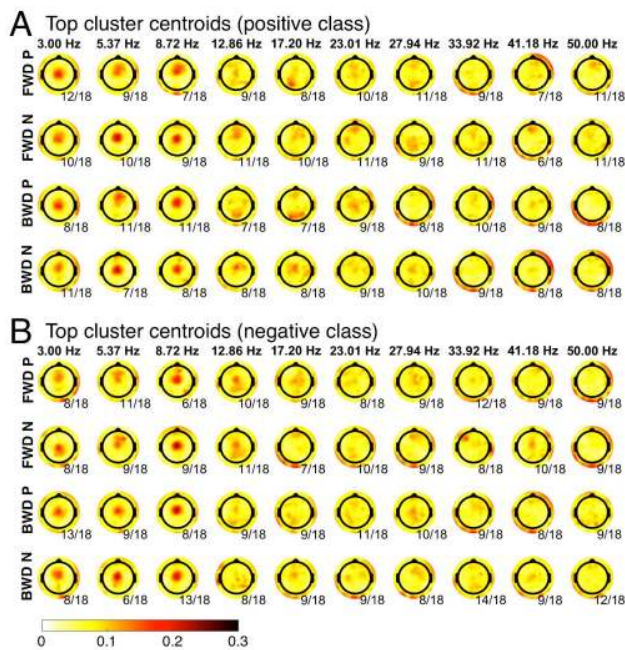 A Top cluster centroids (positive class)
3.00 Hz 5.37 Hz 8.72 Hz 12.86 Hz 17.20 Hz 23.01 Hz 27.94 Hz 33.92 Hz 41.18 Hz 50.00 Hz
FWD P
12/18 9/18 7/18 9/18 8/18 10/18 11/18 9/18 7/18 11/18
FWD N
10/18 10/18 9/18 11/18 10/18 11/18 9/18 11/18 6/18 11/18
BWD P
8/18 11/18 11/18 7/18 7/18 9/18 8/18 10/18 9/18 8/18
BWD N
11/18 7/18 8/18 8/18 8/18 9/18 10/18 9/18 8/18 8/18
B Top cluster centroids (negative class)
3.00 Hz 5.37 Hz 8.72 Hz 12.86 Hz 17.20 Hz 23.01 Hz 27.94 Hz 33.92 Hz 41.18 Hz 50.00 Hz
FWD P
8/18 11/18 6/18 10/18 9/18 8/18 9/18 12/18 9/18 9/18
FWD N
8/18 9/18 9/18 11/18 7/18 10/18 9/18 8/18 10/18 9/18
BWD P
13/18 9/18 8/18 9/18 9/18 11/18 10/18 9/18 8/18 9/18
BWD N
8/18 6/18 13/18 8/18 9/18 9/18 8/18 14/18 9/18 12/18
0 0.1 0.2 0.3